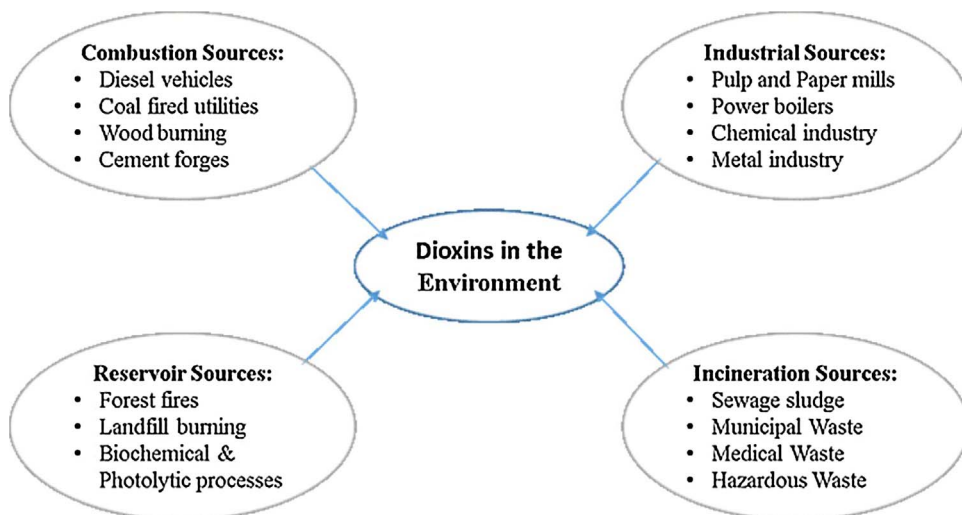 Combustion Sources:
• Diesel vehicles
• Coal fired utilities
• Wood burning
• Cement forges
Industrial Sources:
• Pulp and Paper mills
• Power boilers
• Chemical industry
• Metal industry
Dioxins in the
Environment
Reservoir Sources:
• Forest fires
• Landfill burning
• Biochemical &
Photolytic processes
Incineration Sources:
• Sewage sludge
• Municipal Waste
• Medical Waste
• Hazardous Waste